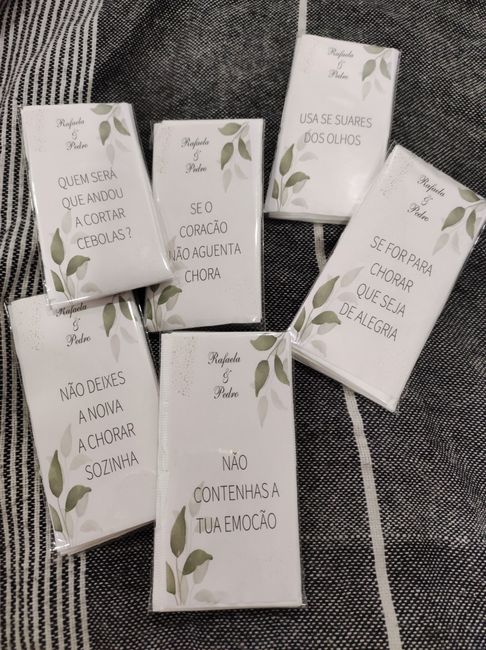 Rafaela
&
Pedro
USA SE SUARES
DOS OLHOS
Rafaela
&
Pedro
QUEM SERÁ
QUE ANDOU
A CORTAR
CEBOLAS ?
Rafaela
&
Pedro
SE O
CORAÇÃO
NÃO AGUENTA
CHORA
Rafaela
&
Pedro
SE FOR PARA
CHORAR
QUE SEJA
DE ALEGRIA
Rafaela
&
Pedro
NÃO DEIXES
A NOIVA
A CHORAR
SOZINHA
Rafaela
&
Pedro
NÃO
CONTENHAS A
TUA EMOCÃO